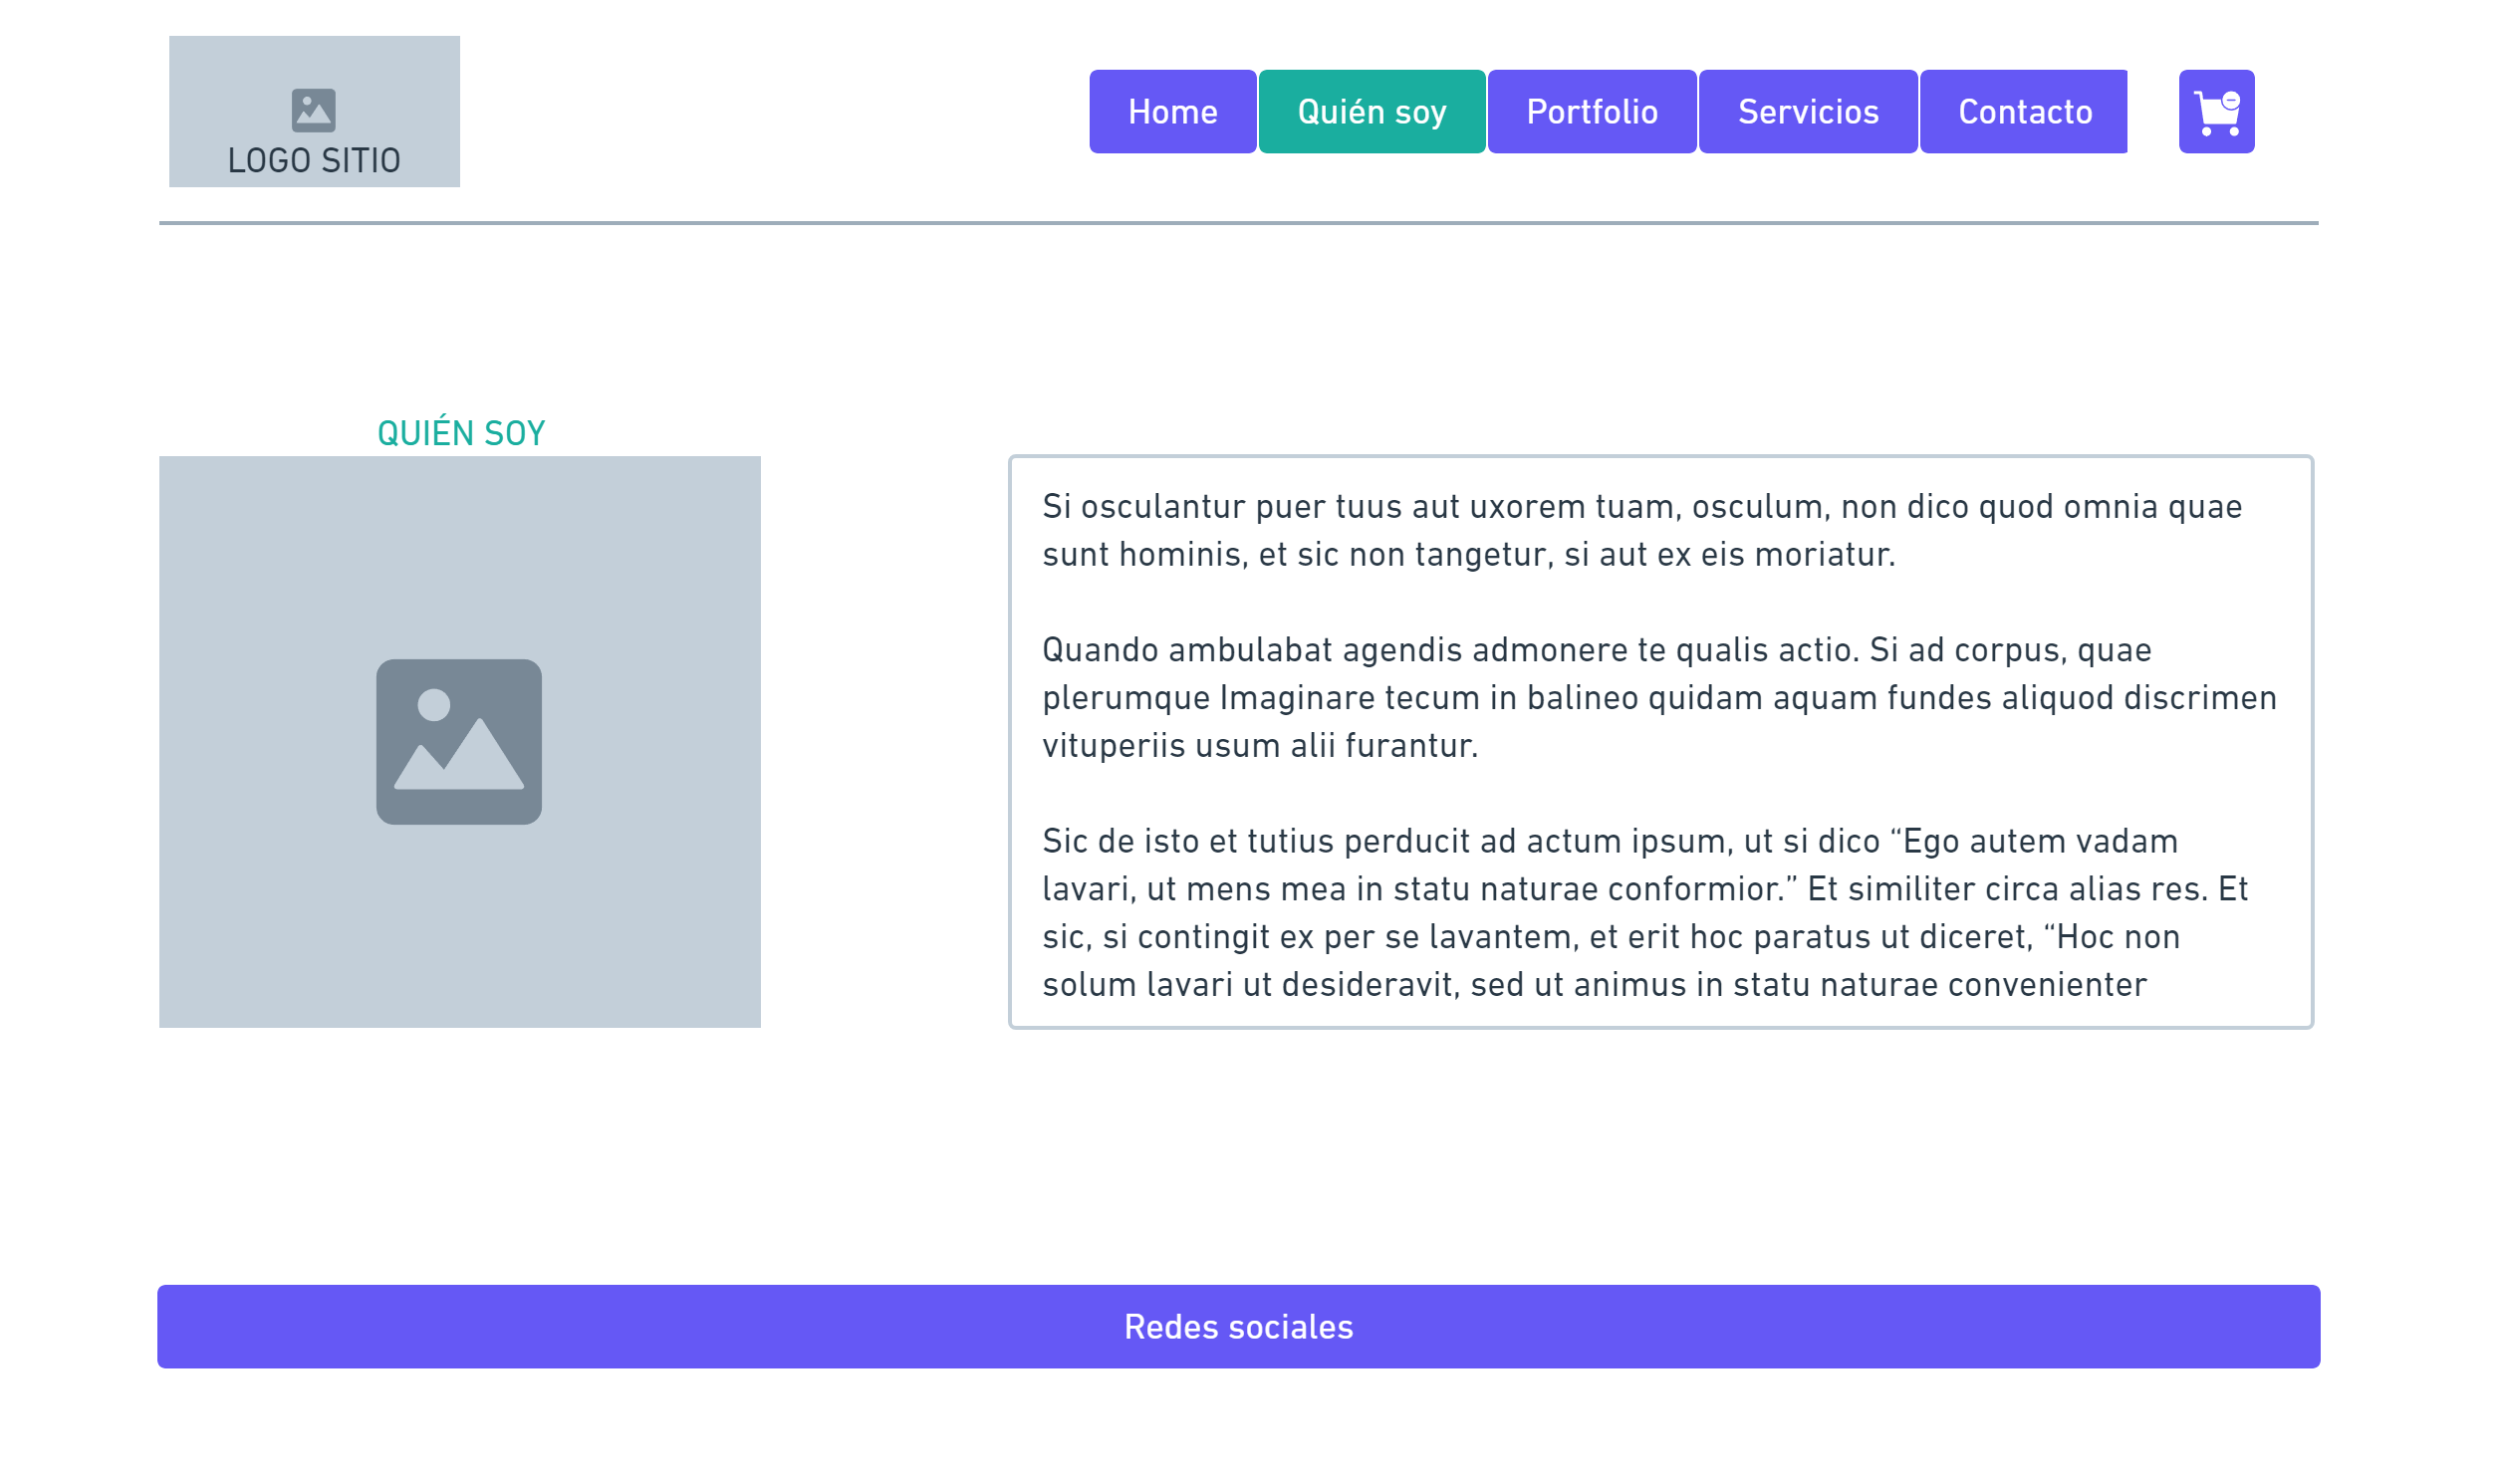 LOGO SITIO
Home
Quién soy
Portfolio
Servicios
Contacto
QUIÉN SOY
Si osculantur puer tuus aut uxorem tuam, osculum, non dico quod omnia quae
sunt hominis, et sic non tangetur, si aut ex eis moriatur.
Quando ambulabat agendis admonere te qualis actio. Si ad corpus, quae
plerumque Imaginare tecum in balineo quidam aquam fundes aliquod discrimen
vituperiis usum alii furantur.
Sic de isto et tutius perducit ad actum ipsum, ut si dico “Ego autem vadam
lavari, ut mens mea in statu naturae conformior.” Et similiter circa alias res. Et
sic, si contingit ex per se lavantem, et erit hoc paratus ut diceret, “Hoc non
solum lavari ut desideravit, sed ut animus in statu naturae convenienter
Redes sociales